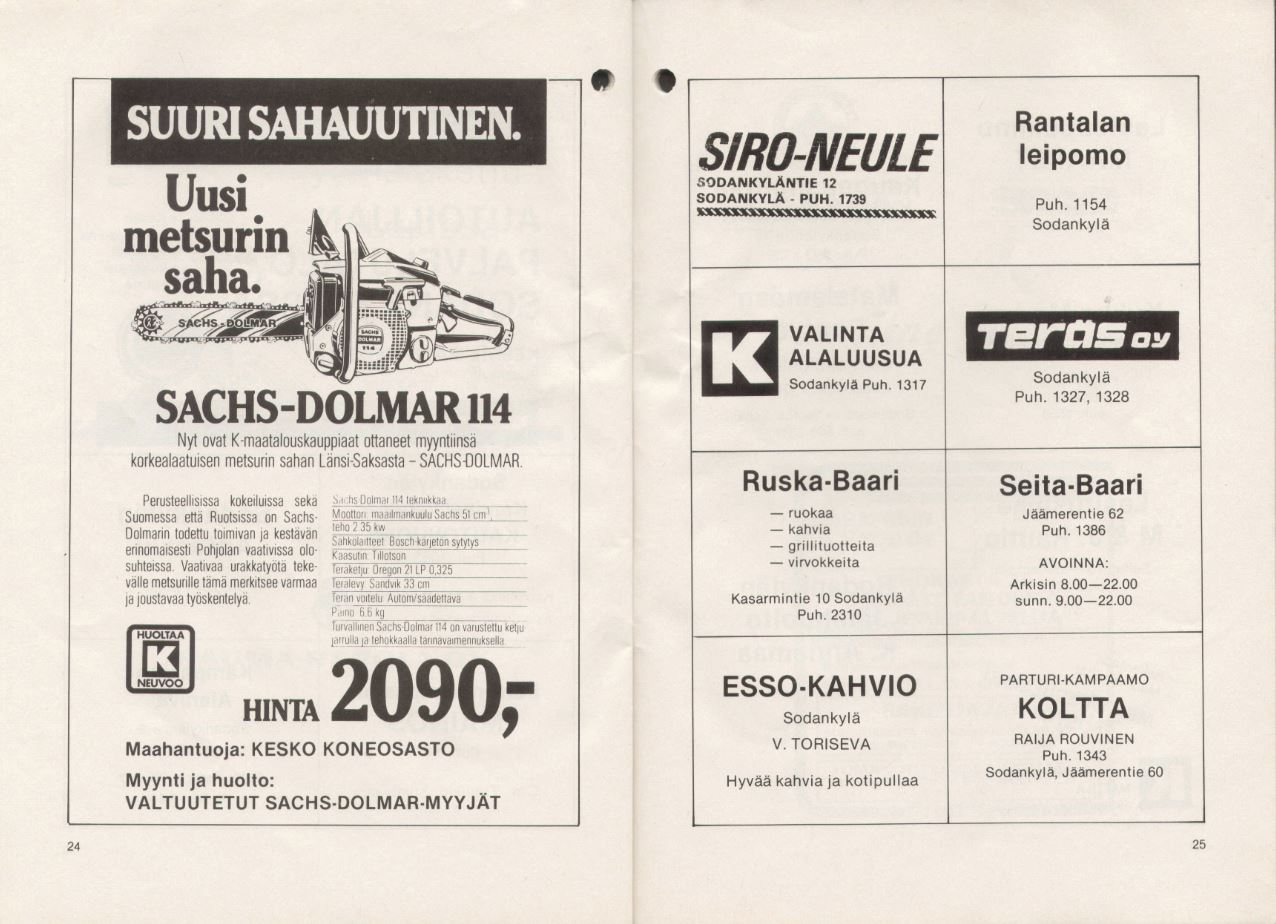 SUURI SAHAUUTINEN.
Uusi
metsurin
saha.
SACHS-DOLMAR
SACHS
DOLMAR
114
SACHS-DOLMAR 114
Nyt ovat K-maatalouskauppiaat ottaneet myyntiinsä
korkealaatuisen metsurin sahan Länsi-Saksasta – SACHS-DOLMAR.
Perusteellisissa kokeiluissa sekä
Suomessa että Ruotsissa on Sachs-
Dolmarin todettu toimivan ja kestävän
erinomaisesti Pohjolan vaativissa olo-
suhteissa. Vaativaa urakkatyötä teke-
välle metsurille tämä merkitsee varmaa
ja joustavaa työskentelyä.
Sachs-Dolmar 114 tekniikkaa:
Moottori: maailmankuulu Sachs 51 cm³,
teho 2.35 kw
Sähkölaitteet: Bosch-kärjetön sytytys
Kaasutin: Tillotson
Teräketju: Oregon 21 LP 0,325
Terälevy: Sandvik 33 cm
Terän voitelu: Autom/säädettävä
Paino: 6.6 kg
Turvallinen Sachs-Dolmar 114 on varustettu ketju-
jarrulla ja tehokkaalla tärinävaimennuksella.
HUOLTAA
K
NEUVOO
HINTA 2090,-
Maahantuoja: KESKO KONEOSASTO
Myynti ja huolto:
VALTUUTETUT SACHS-DOLMAR-MYYJÄT
24
SIRO-NEULE
SODANKYLÄNTIE 12
SODANKYLÄ - PUH. 1739
Rantalan
leipomo
Puh. 1154
Sodankylä
K
VALINTA
ALALUUSUA
Sodankylä Puh. 1317
Teräs oy
Sodankylä
Puh. 1327, 1328
Ruska-Baari
— ruokaa
— kahvia
— grillituotteita
— virvokkeita
Kasarmintie 10 Sodankylä
Puh. 2310
Seita-Baari
Jäämerentie 62
Puh. 1386
AVOINNA:
Arkisin 8.00—22.00
sunn. 9.00—22.00
ESSO-KAHVIO
Sodankylä
V. TORISEVA
Hyvää kahvia ja kotipullaa
PARTURI-KAMPAAMO
KOLTTA
RAIJA ROUVINEN
Puh. 1343
Sodankylä, Jäämerentie 60
25